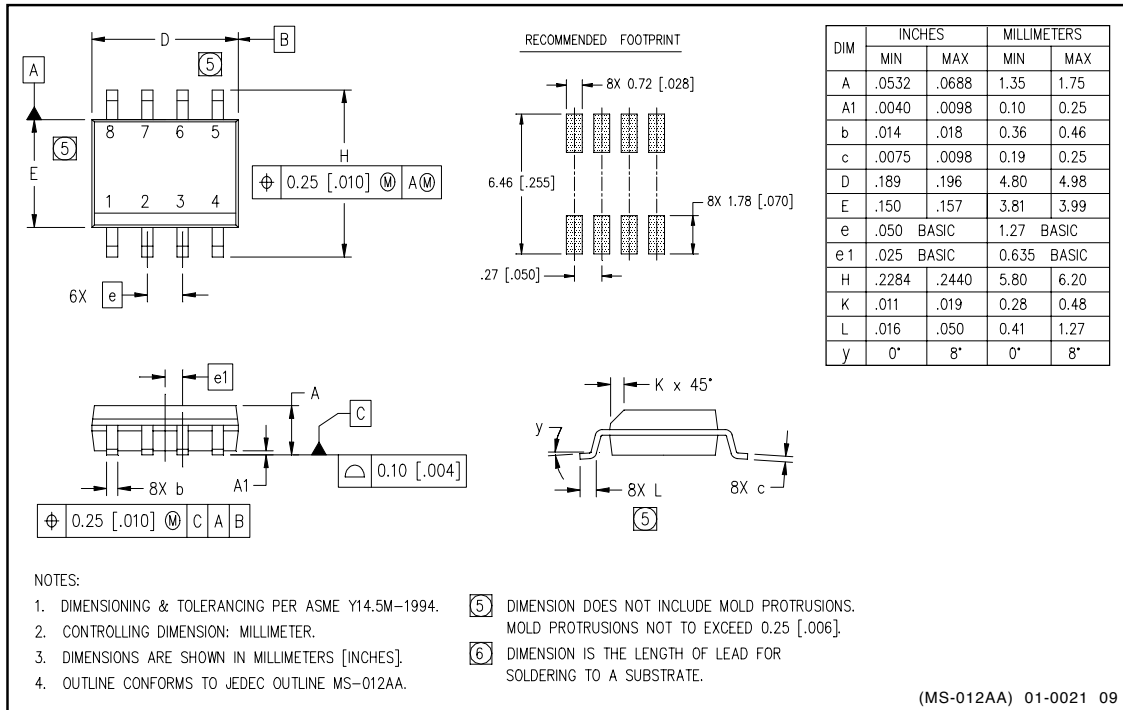 D
B
5
A
8 7 6 5
5
E
H
⌖ 0.25 [.010] Ⓜ AⓂ
1 2 3 4
6X e
RECOMMENDED FOOTPRINT
8X 0.72 [.028]
6.46 [.255]
8X 1.78 [.070]
.27 [.050]
DIM INCHES MILLIMETERS
MIN MAX MIN MAX
A .0532 .0688 1.35 1.75
A1 .0040 .0098 0.10 0.25
b .014 .018 0.36 0.46
c .0075 .0098 0.19 0.25
D .189 .196 4.80 4.98
E .150 .157 3.81 3.99
e .050 BASIC 1.27 BASIC
e1 .025 BASIC 0.635 BASIC
H .2284 .2440 5.80 6.20
K .011 .019 0.28 0.48
L .016 .050 0.41 1.27
y 0° 8° 0° 8°
e1
A
C
⌓ 0.10 [.004]
A1
8X b
⌖ 0.25 [.010] Ⓜ C A B
K x 45°
y
8X L
8X c
5
NOTES:
1. DIMENSIONING & TOLERANCING PER ASME Y14.5M-1994.
2. CONTROLLING DIMENSION: MILLIMETER.
3. DIMENSIONS ARE SHOWN IN MILLIMETERS [INCHES].
4. OUTLINE CONFORMS TO JEDEC OUTLINE MS-012AA.
5 DIMENSION DOES NOT INCLUDE MOLD PROTRUSIONS.
MOLD PROTRUSIONS NOT TO EXCEED 0.25 [.006].
6 DIMENSION IS THE LENGTH OF LEAD FOR
SOLDERING TO A SUBSTRATE.
(MS-012AA) 01-0021 09